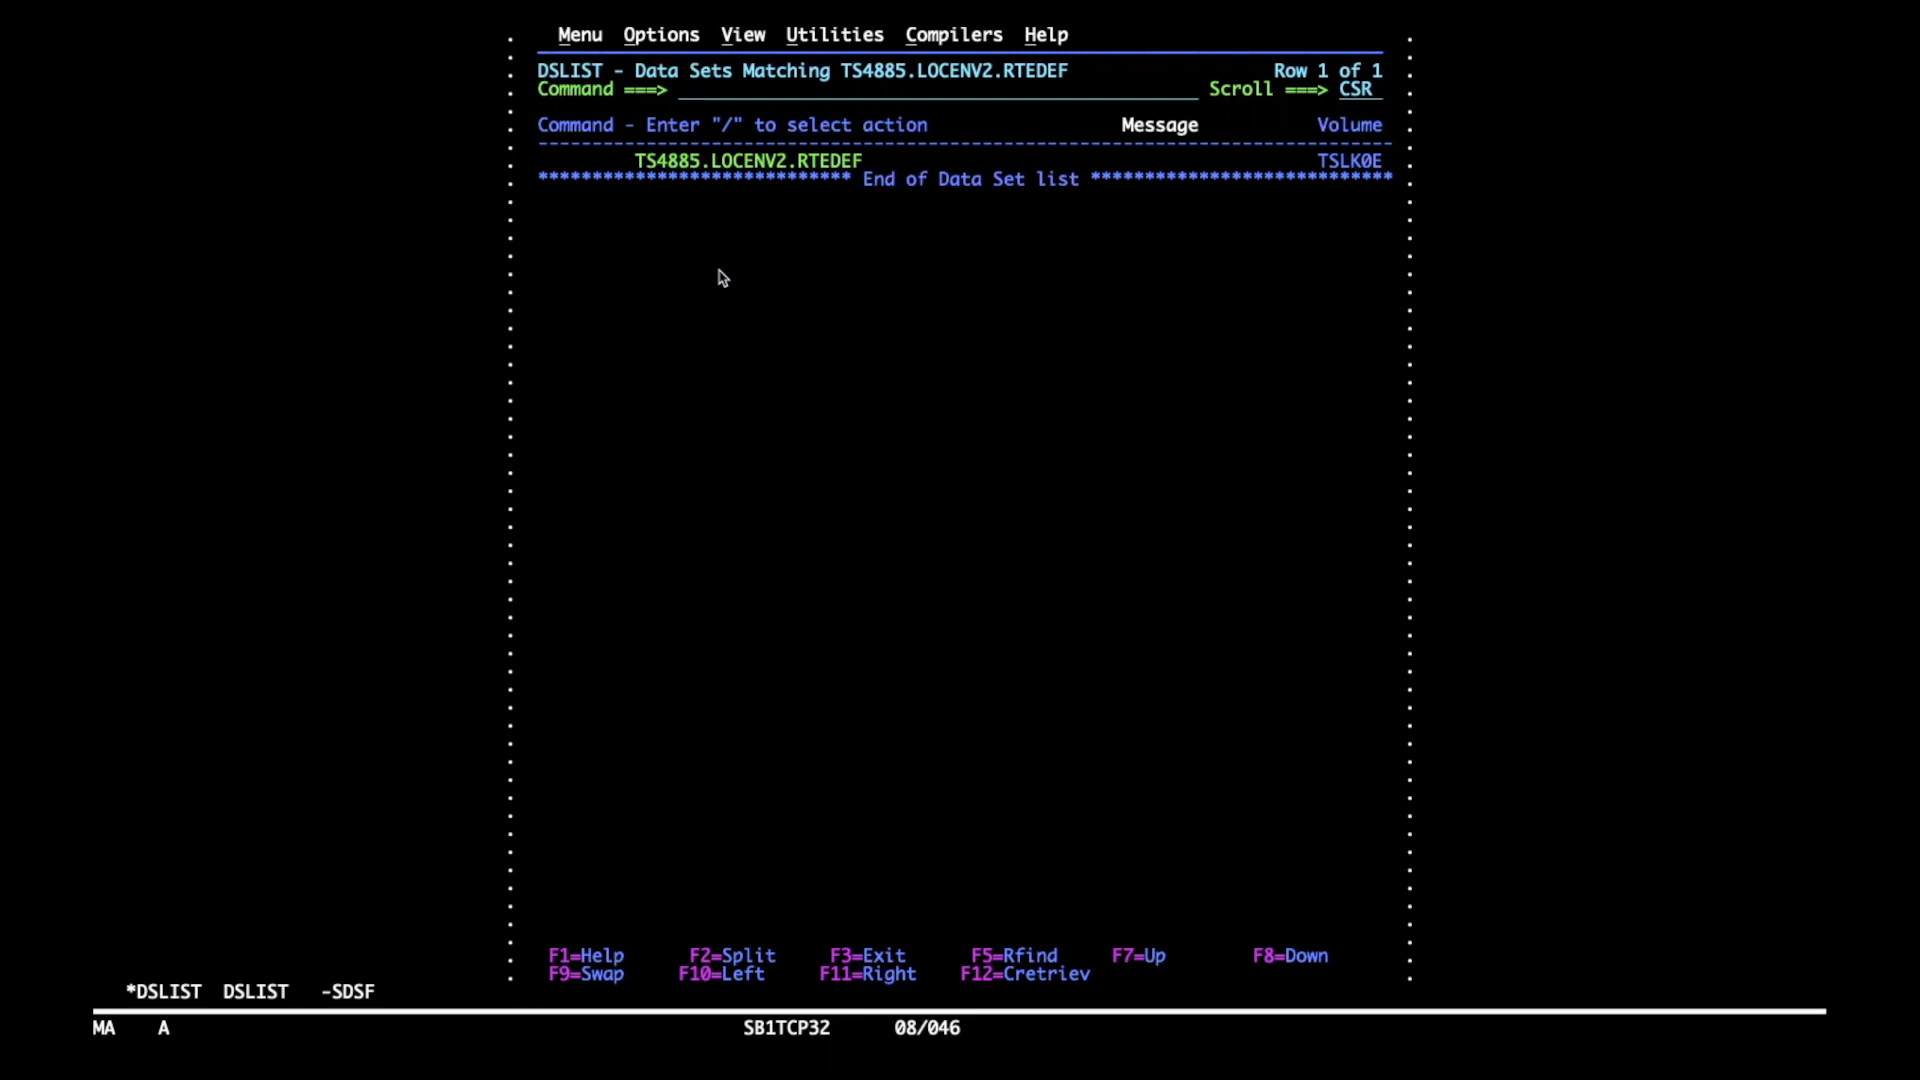 Menu Options View Utilities Compilers Help
DSLIST - Data Sets Matching TS4885.LOCENV2.RTEDEF Row 1 of 1
Command ===> Scroll ===> CSR
Command - Enter "/" to select action Message Volume
-------------------------------------------------------------------------------
TS4885.LOCENV2.RTEDEF TSLK0E
***************************** End of Data Set list ****************************
F1=Help F2=Split F3=Exit F5=Rfind F7=Up F8=Down
F9=Swap F10=Left F11=Right F12=Cretriev
*DSLIST DSLIST -SDSF
MA A SB1TCP32 08/046